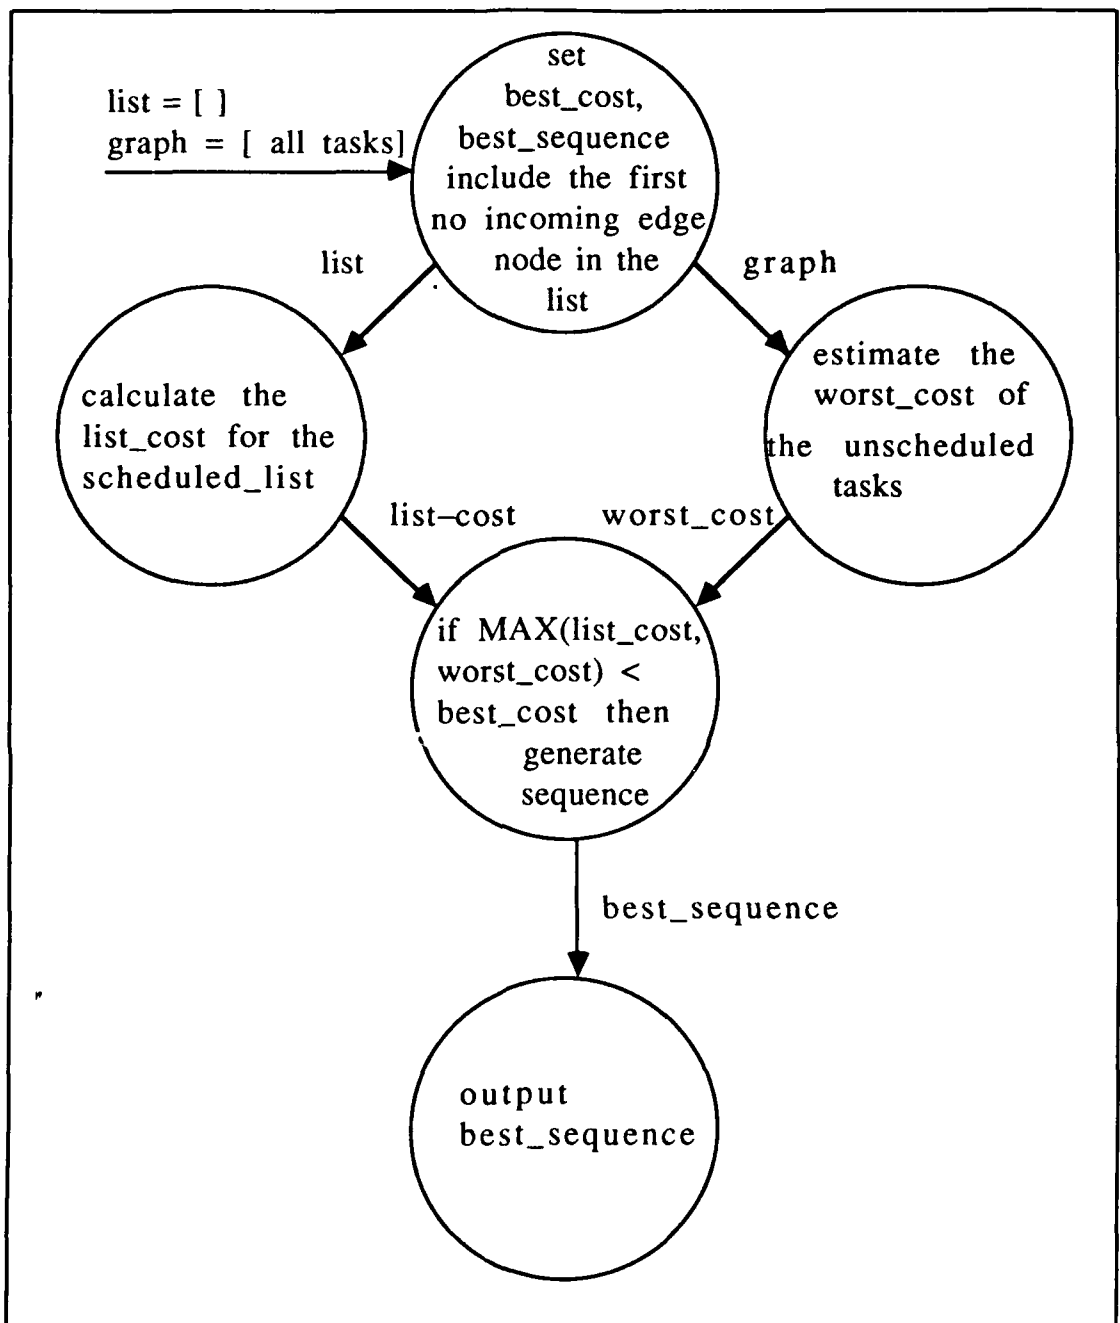 list = [ ]
graph = [ all tasks]
set
best_cost,
best_sequence
include the first
no incoming edge
node in the
list
list
graph
calculate the
list_cost for the
scheduled_list
estimate the
worst_cost of
the unscheduled
tasks
list–cost
worst_cost
if MAX(list_cost,
worst_cost) <
best_cost then
generate
sequence
best_sequence
output
best_sequence